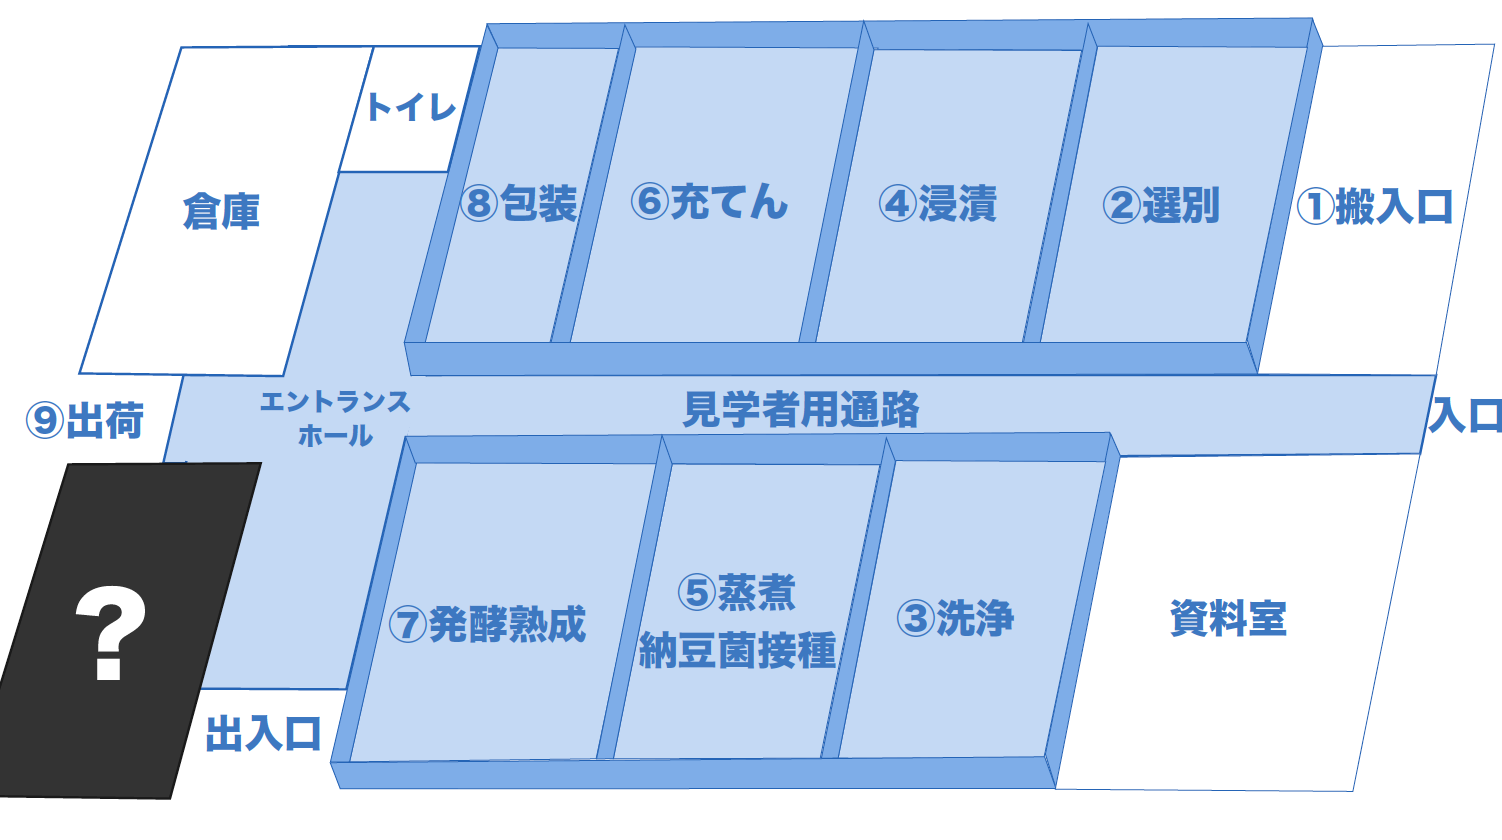 トイレ
倉庫
⑧包装
⑥充てん
④浸漬
②選別
①搬入口
⑨出荷
エントランス
ホール
見学者用通路
入口
?
⑦発酵熟成
⑤蒸煮
納豆菌接種
③洗浄
資料室
出入口